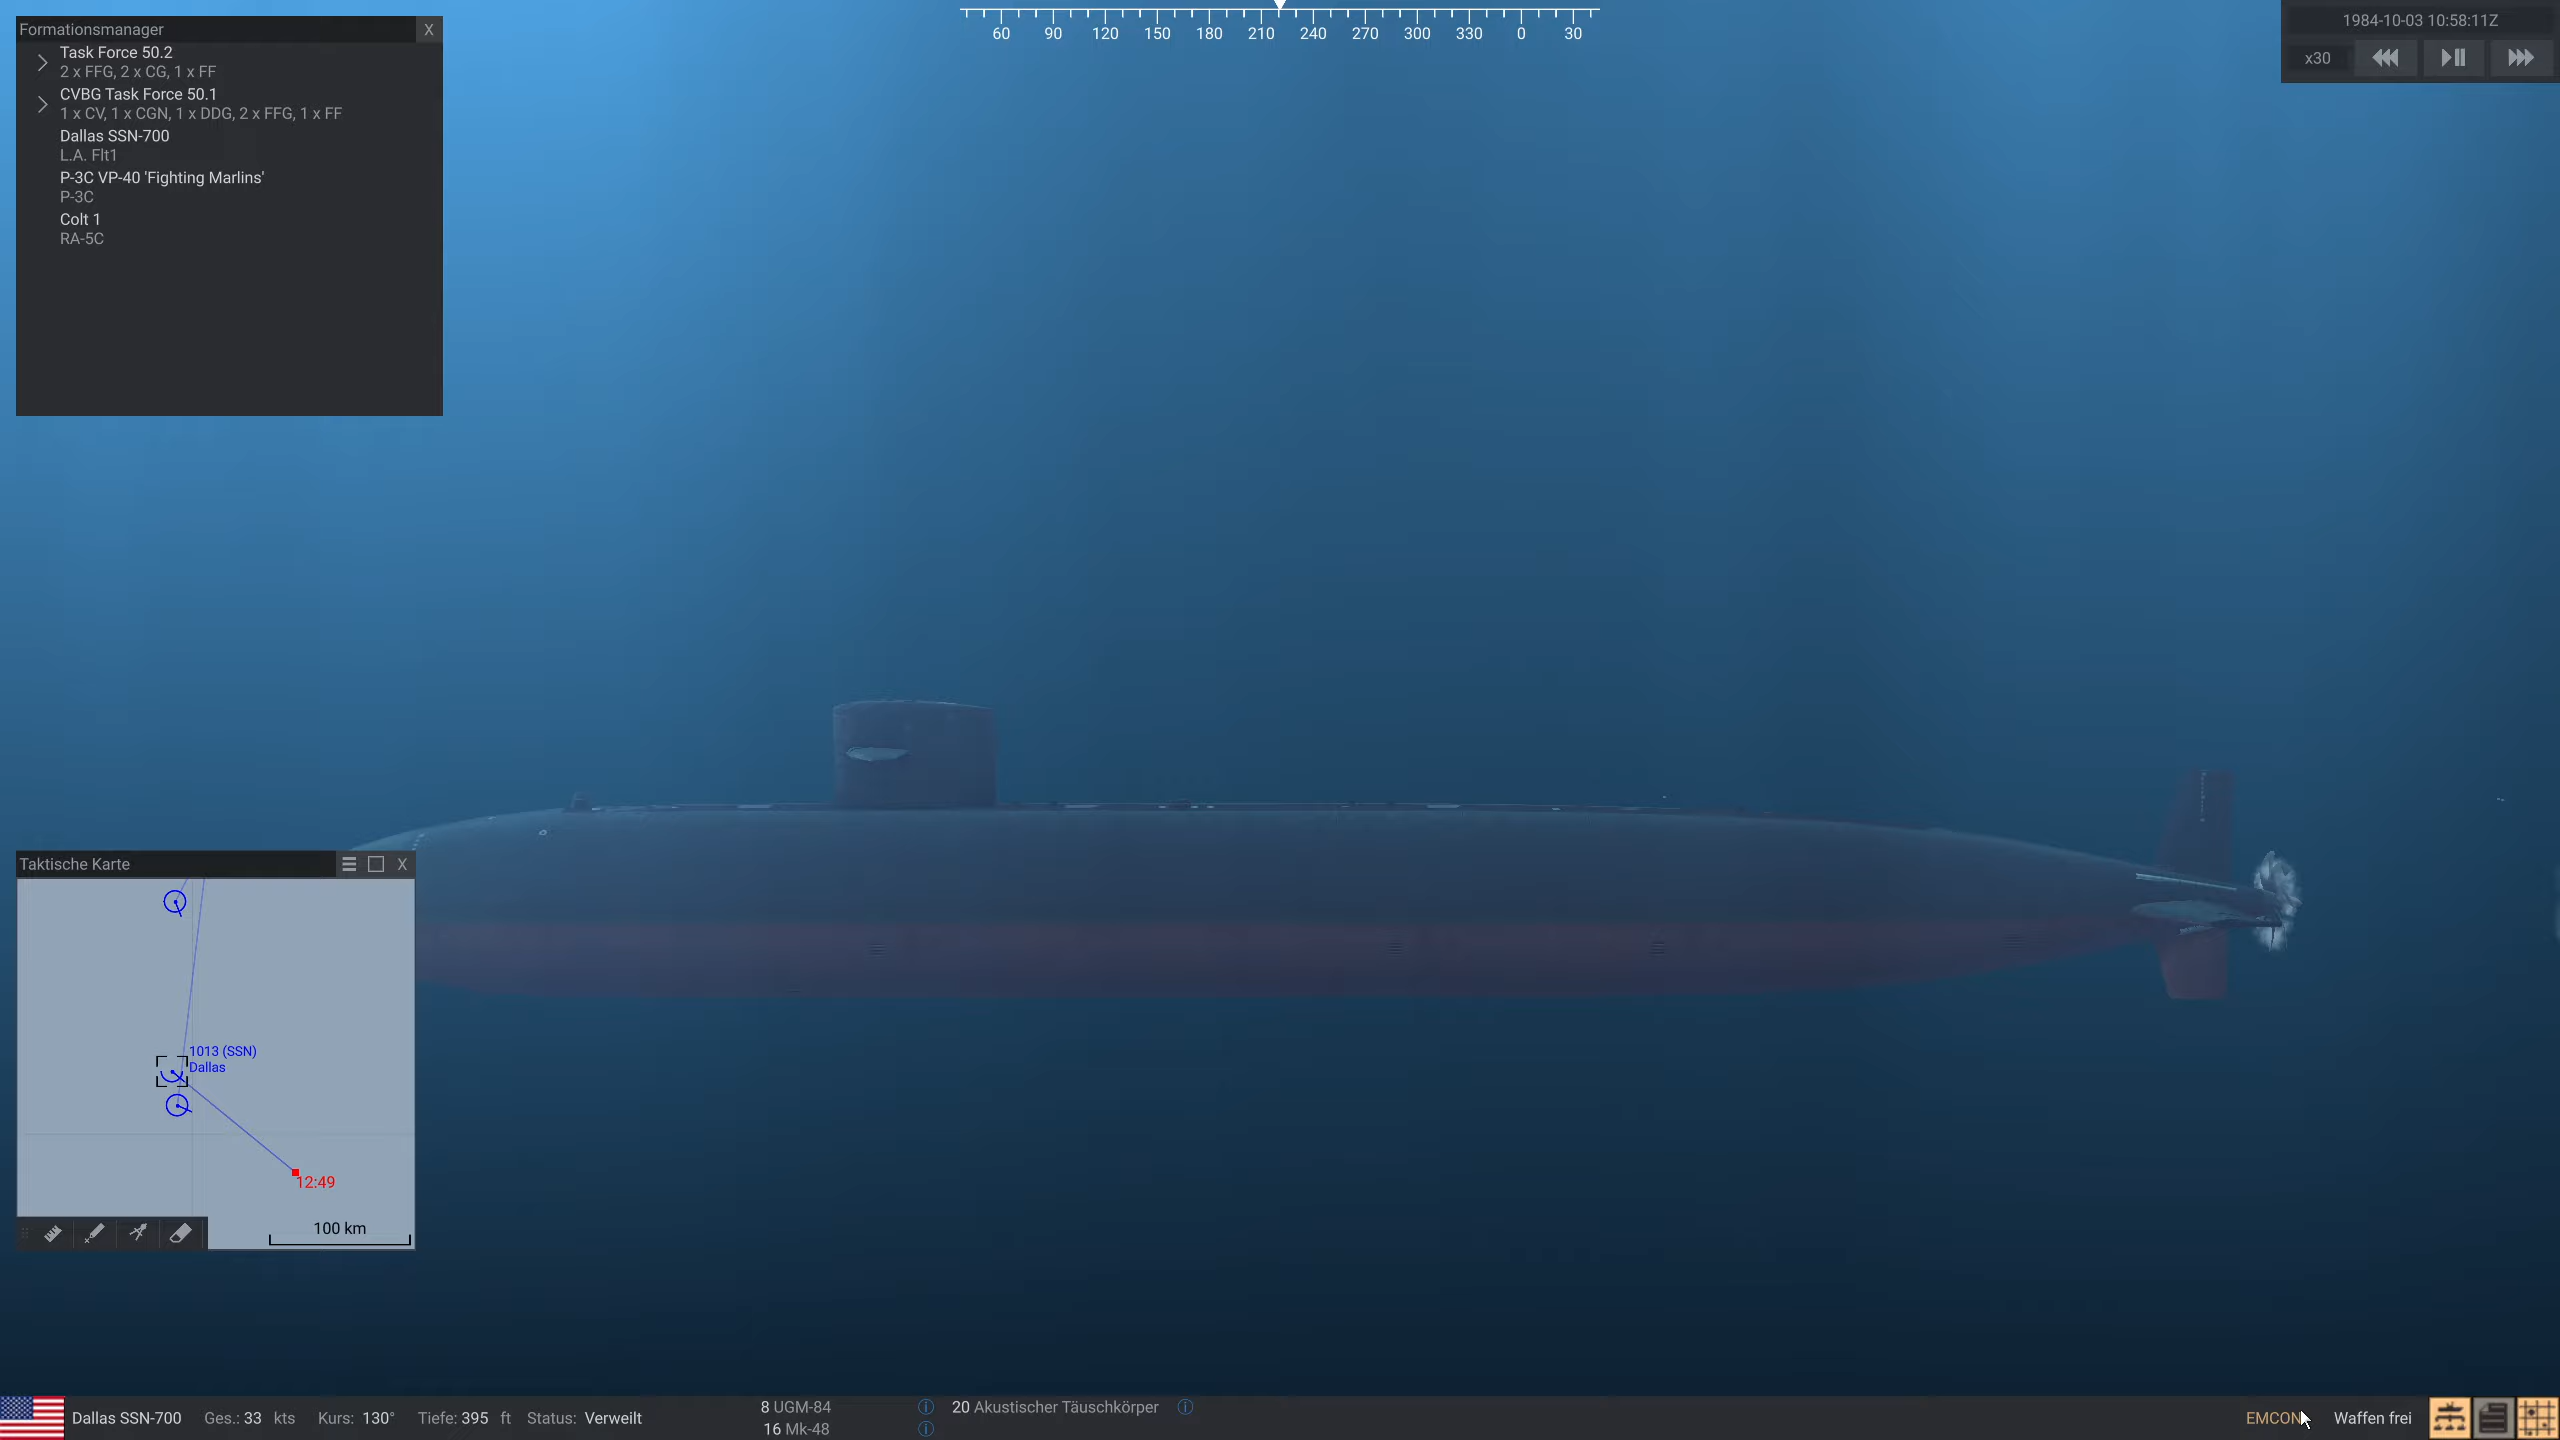 Formationsmanager X
Task Force 50.2
2 x FFG, 2 x CG, 1 x FF
CVBG Task Force 50.1
1 x CV, 1 x CGN, 1 x DDG, 2 x FFG, 1 x FF
Dallas SSN-700
L.A. Flt1
P-3C VP-40 'Fighting Marlins'
P-3C
Colt 1
RA-5C
60 90 120 150 180 210 240 270 300 330 0 30
1984-10-03 10:58:11Z
x30
Taktische Karte X
1013 (SSN)
Dallas
12:49
100 km
Dallas SSN-700 Ges.: 33 kts Kurs: 130° Tiefe: 395 ft Status: Verweilt
8 UGM-84
16 Mk-48
20 Akustischer Täuschkörper
EMCON Waffen frei